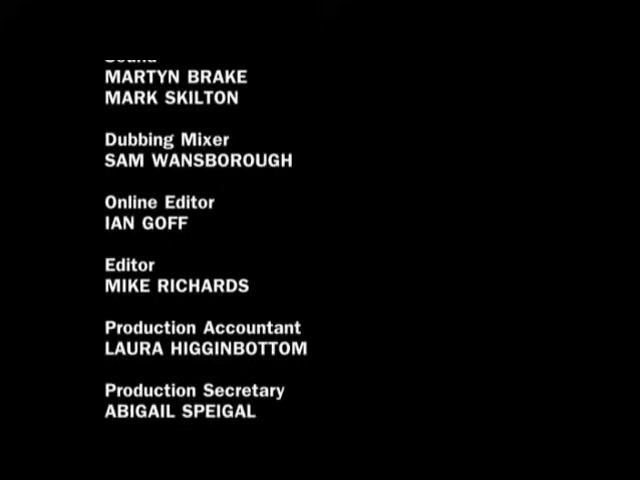 Sound
MARTYN BRAKE
MARK SKILTON
Dubbing Mixer
SAM WANSBOROUGH
Online Editor
IAN GOFF
Editor
MIKE RICHARDS
Production Accountant
LAURA HIGGINBOTTOM
Production Secretary
ABIGAIL SPEIGAL